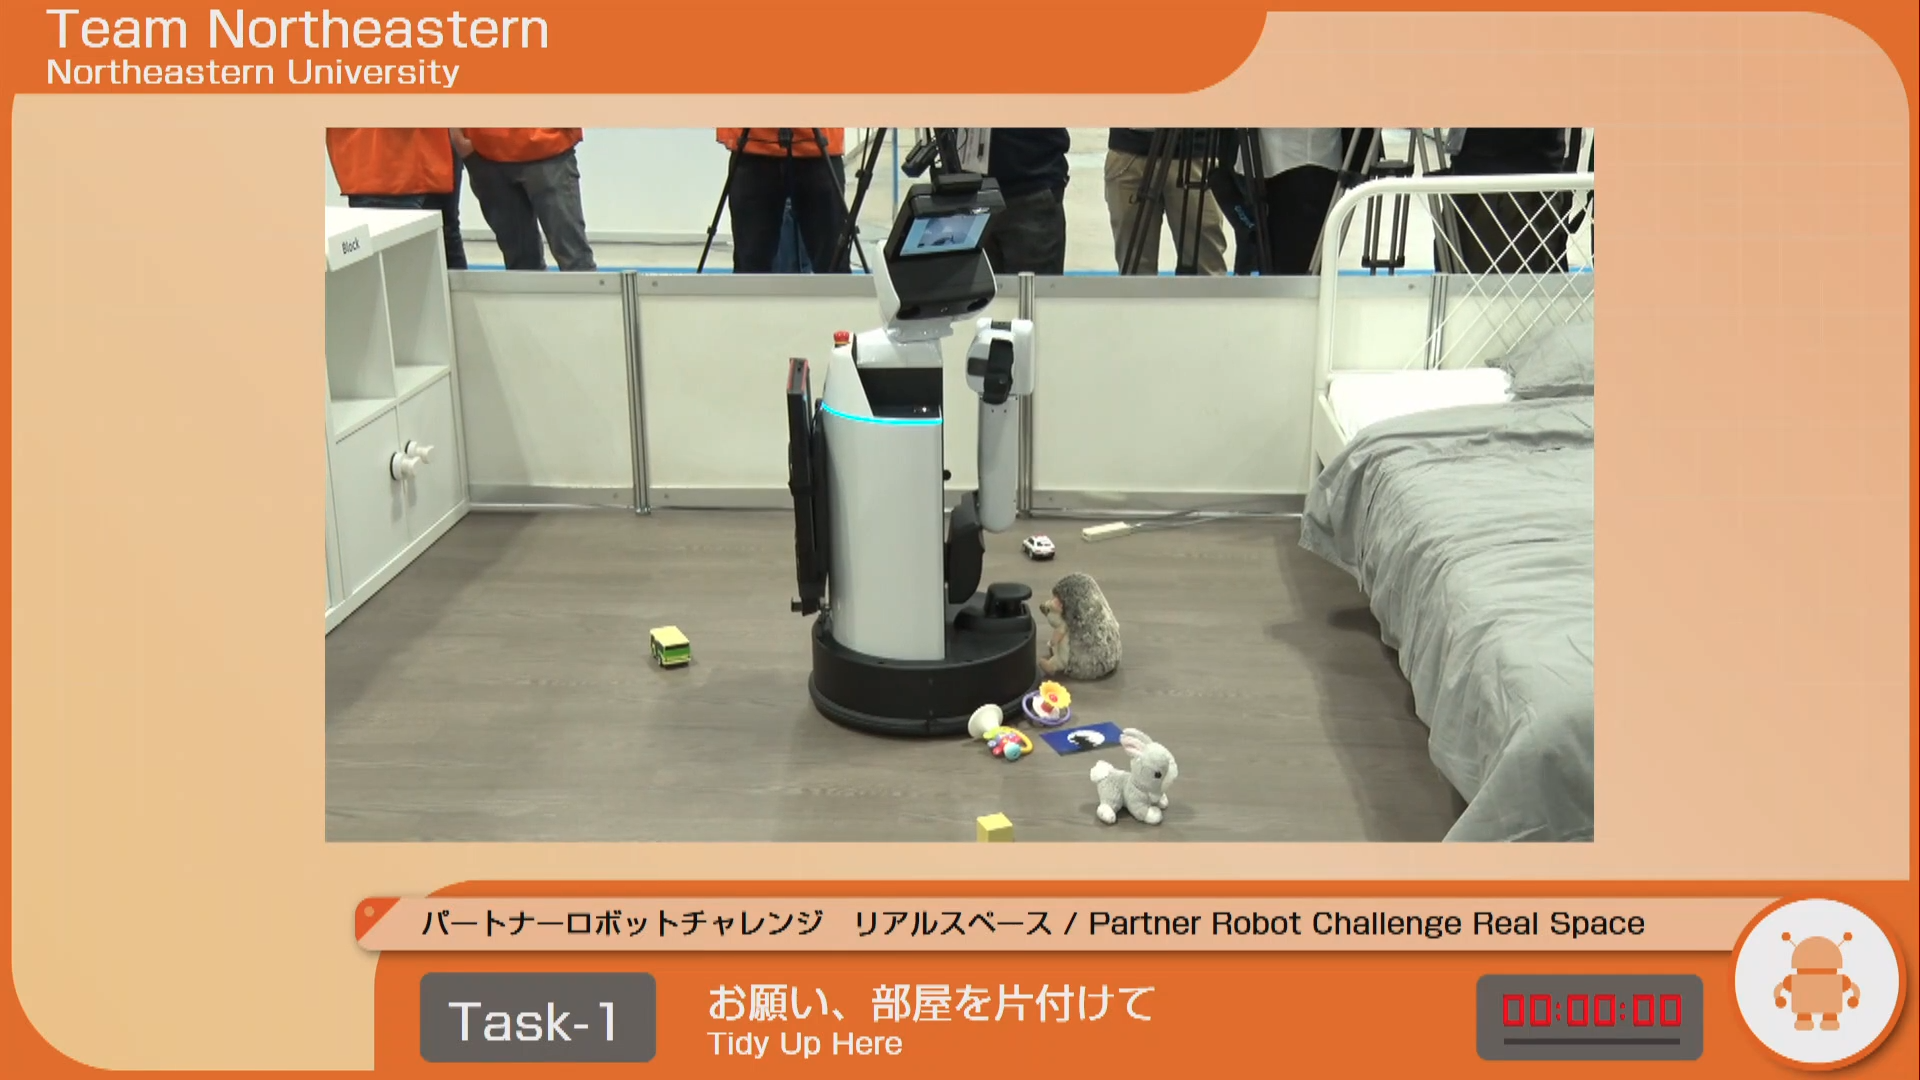 Team Northeastern
Northeastern University
Block
パートナーロボットチャレンジ　リアルスペース / Partner Robot Challenge Real Space
Task-1
お願い、部屋を片付けて
Tidy Up Here
00:00:00